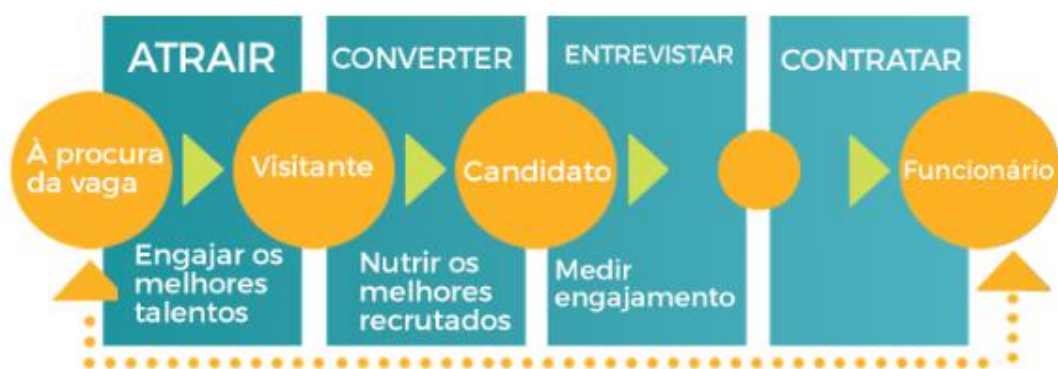 ATRAIR
CONVERTER
ENTREVISTAR
CONTRATAR
À procura
da vaga
Visitante
Candidato
Funcionário
Engajar os
melhores
talentos
Nutrir os
melhores
recrutados
Medir
engajamento